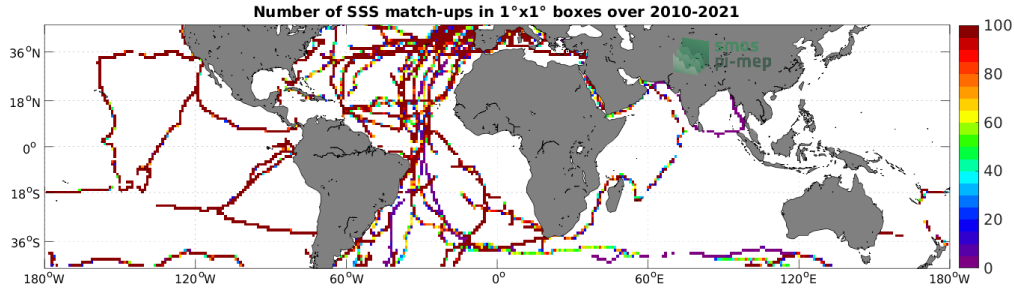 Number of SSS match-ups in 1°x1° boxes over 2010-2021
smos
pi-mep
36°N
18°N
0°
18°S
36°S
180°W
120°W
60°W
0°
60°E
120°E
180°W
100
80
60
40
20
0